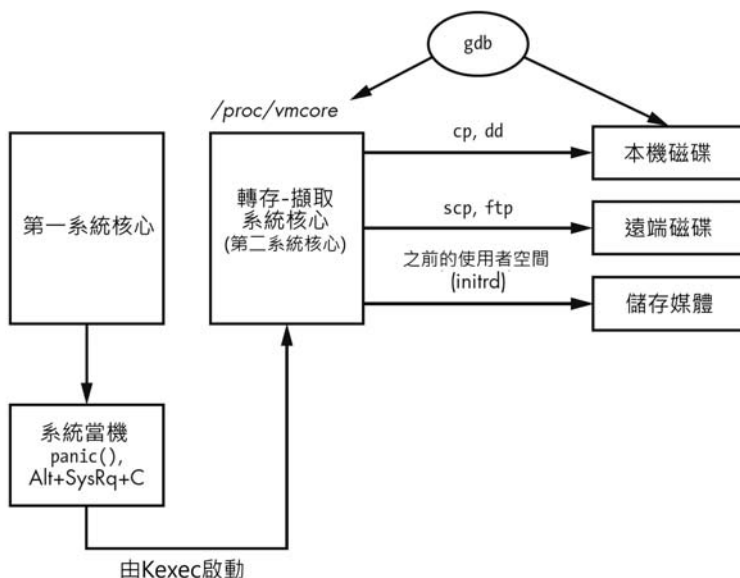 gdb
/proc/vmcore
第一系統核心
轉存-擷取
系統核心
(第二系統核心)
cp, dd
本機磁碟
scp, ftp
遠端磁碟
之前的使用者空間
(initrd)
儲存媒體
系統當機
panic(),
Alt+SysRq+C
由Kexec啟動